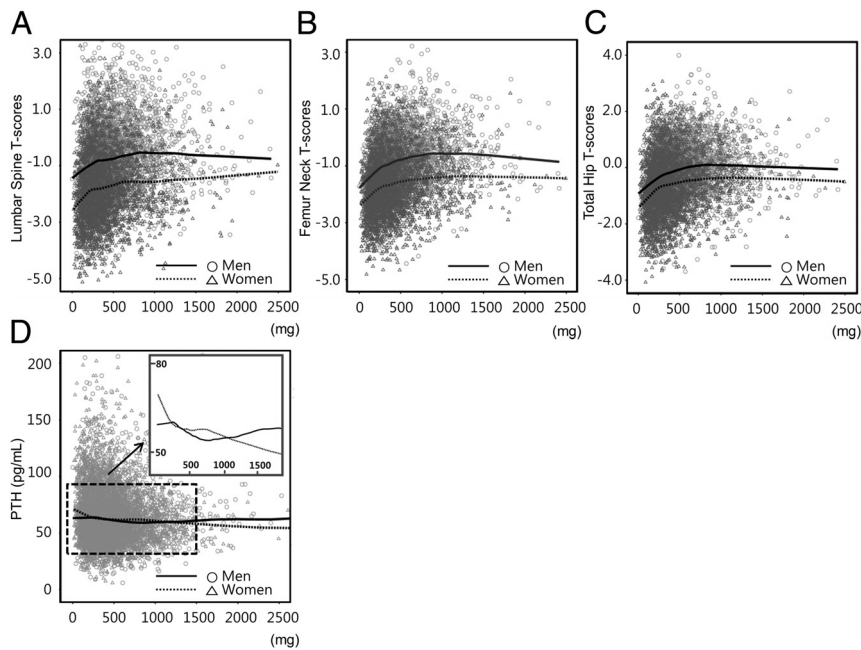 A
Lumbar Spine T-scores
3.0
1.0
-1.0
-3.0
-5.0
Men
Women
0 500 1000 1500 2000 2500
(mg)
B
Femur Neck T-scores
3.0
1.0
-1.0
-3.0
-5.0
Men
Women
0 500 1000 1500 2000 2500
(mg)
C
Total Hip T-scores
4.0
2.0
0.0
-2.0
-4.0
Men
Women
0 500 1000 1500 2000 2500
(mg)
D
PTH (pg/mL)
200
150
100
50
0
80
50
500 1000 1500
Men
Women
0 500 1000 1500 2000 2500
(mg)